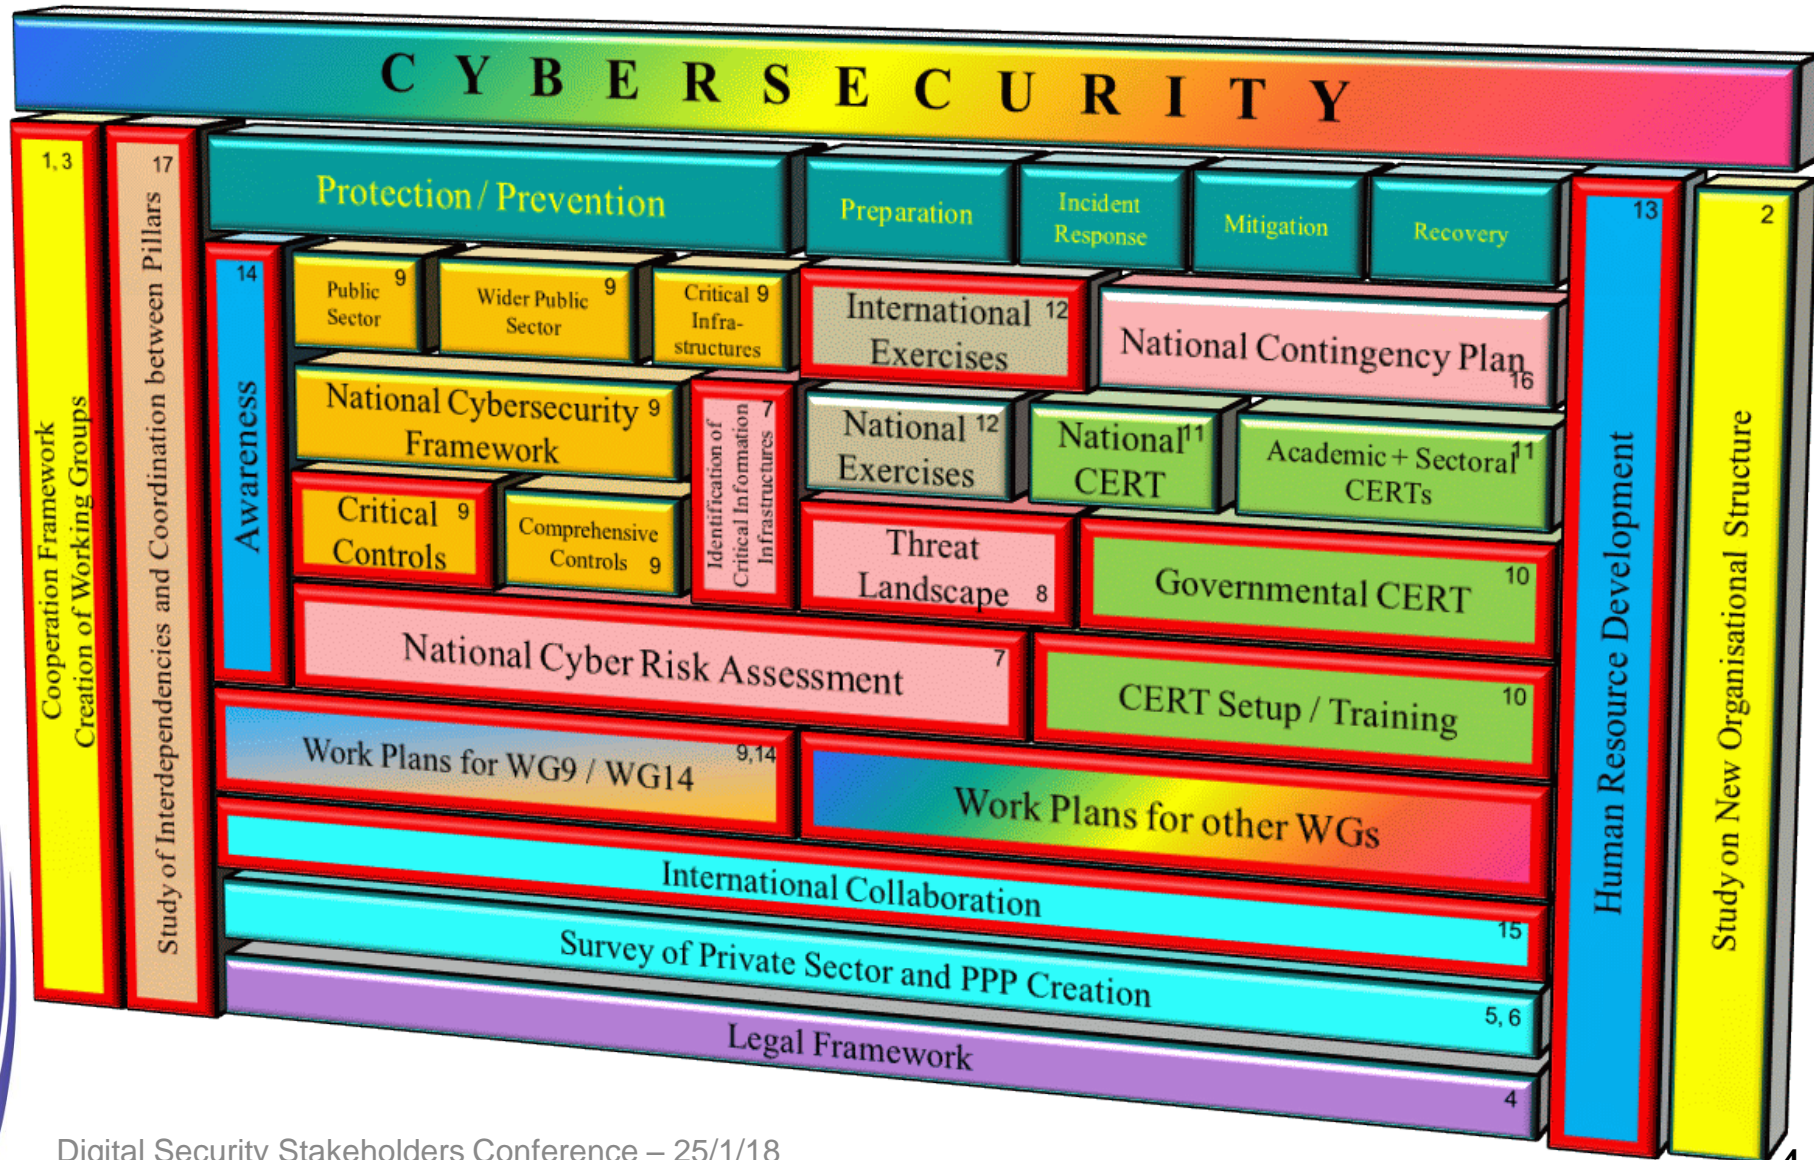 C Y B E R S E C U R I T Y
1, 3
Cooperation Framework
Creation of Working Groups
17
Study of Interdependencies and Coordination between Pillars
Protection / Prevention
Preparation
Incident
Response
Mitigation
Recovery
14
Awareness
Public
Sector
9
Wider Public
Sector
9
Critical
Infra-
structures
9
International
Exercises
12
National Contingency Plan
16
National Cybersecurity
Framework
9
Identification of
Critical Information
Infrastructures
7
National
Exercises
12
National
CERT
11
Academic + Sectoral
CERTs
11
Critical
Controls
9
Comprehensive
Controls
9
Threat
Landscape
8
Governmental CERT
10
National Cyber Risk Assessment
7
CERT Setup / Training
10
Work Plans for WG9 / WG14
9,14
Work Plans for other WGs
International Collaboration
15
Survey of Private Sector and PPP Creation
5, 6
Legal Framework
4
13
Human Resource Development
2
Study on New Organisational Structure
Digital Security Stakeholders Conference – 25/1/18
4